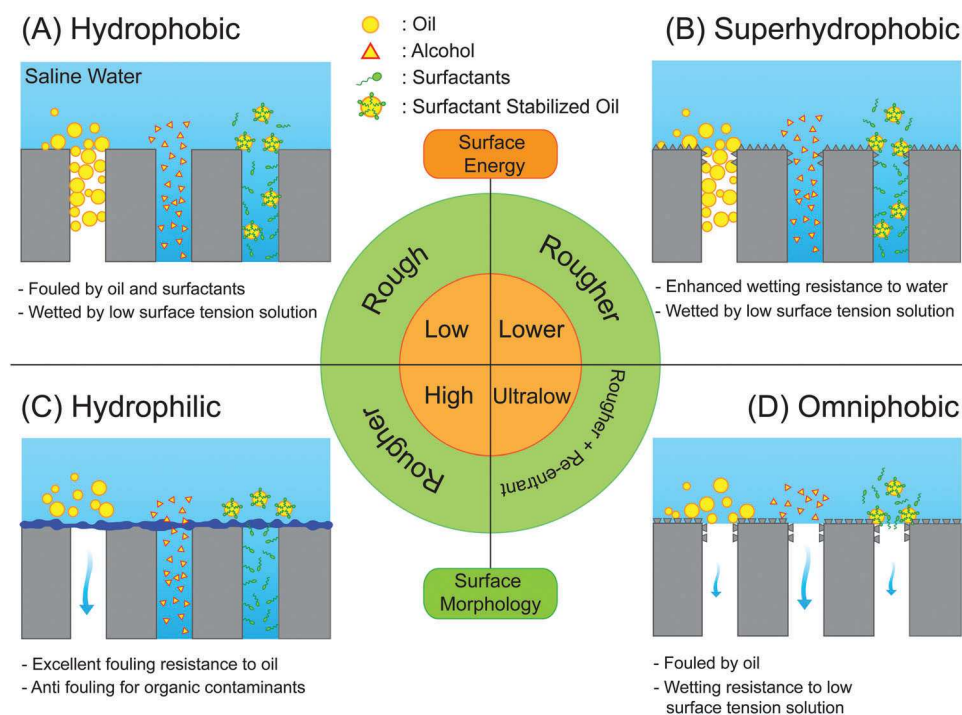 (A) Hydrophobic
Saline Water
- Fouled by oil and surfactants
- Wetted by low surface tension solution
: Oil
: Alcohol
: Surfactants
: Surfactant Stabilized Oil
(B) Superhydrophobic
- Enhanced wetting resistance to water
- Wetted by low surface tension solution
Surface
Energy
Rough
Rougher
Low
Lower
High
Ultralow
Rougher
Rougher + Re-entrant
Surface
Morphology
(C) Hydrophilic
- Excellent fouling resistance to oil
- Anti fouling for organic contaminants
(D) Omniphobic
- Fouled by oil
- Wetting resistance to low
surface tension solution